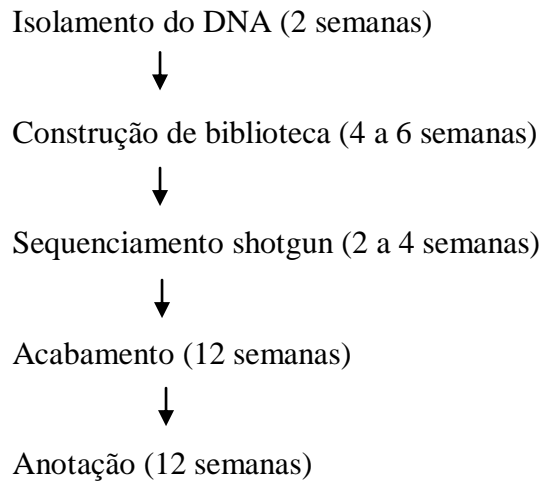 Isolamento do DNA (2 semanas)
Construção de biblioteca (4 a 6 semanas)
Sequenciamento shotgun (2 a 4 semanas)
Acabamento (12 semanas)
Anotação (12 semanas)